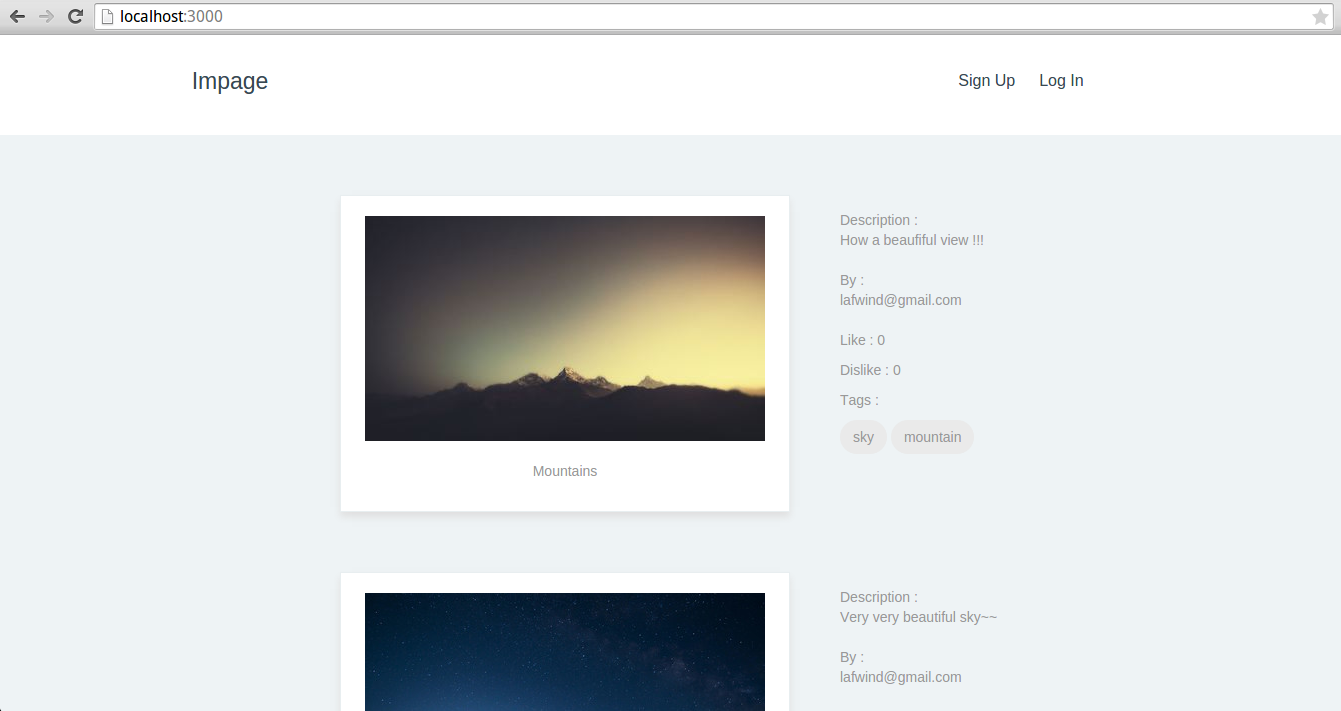 localhost:3000
Impage
Sign Up
Log In
Description :
How a beaufiful view !!!
By :
lafwind@gmail.com
Like : 0
Dislike : 0
Tags :
sky mountain
Mountains
Description :
Very very beautiful sky~~
By :
lafwind@gmail.com